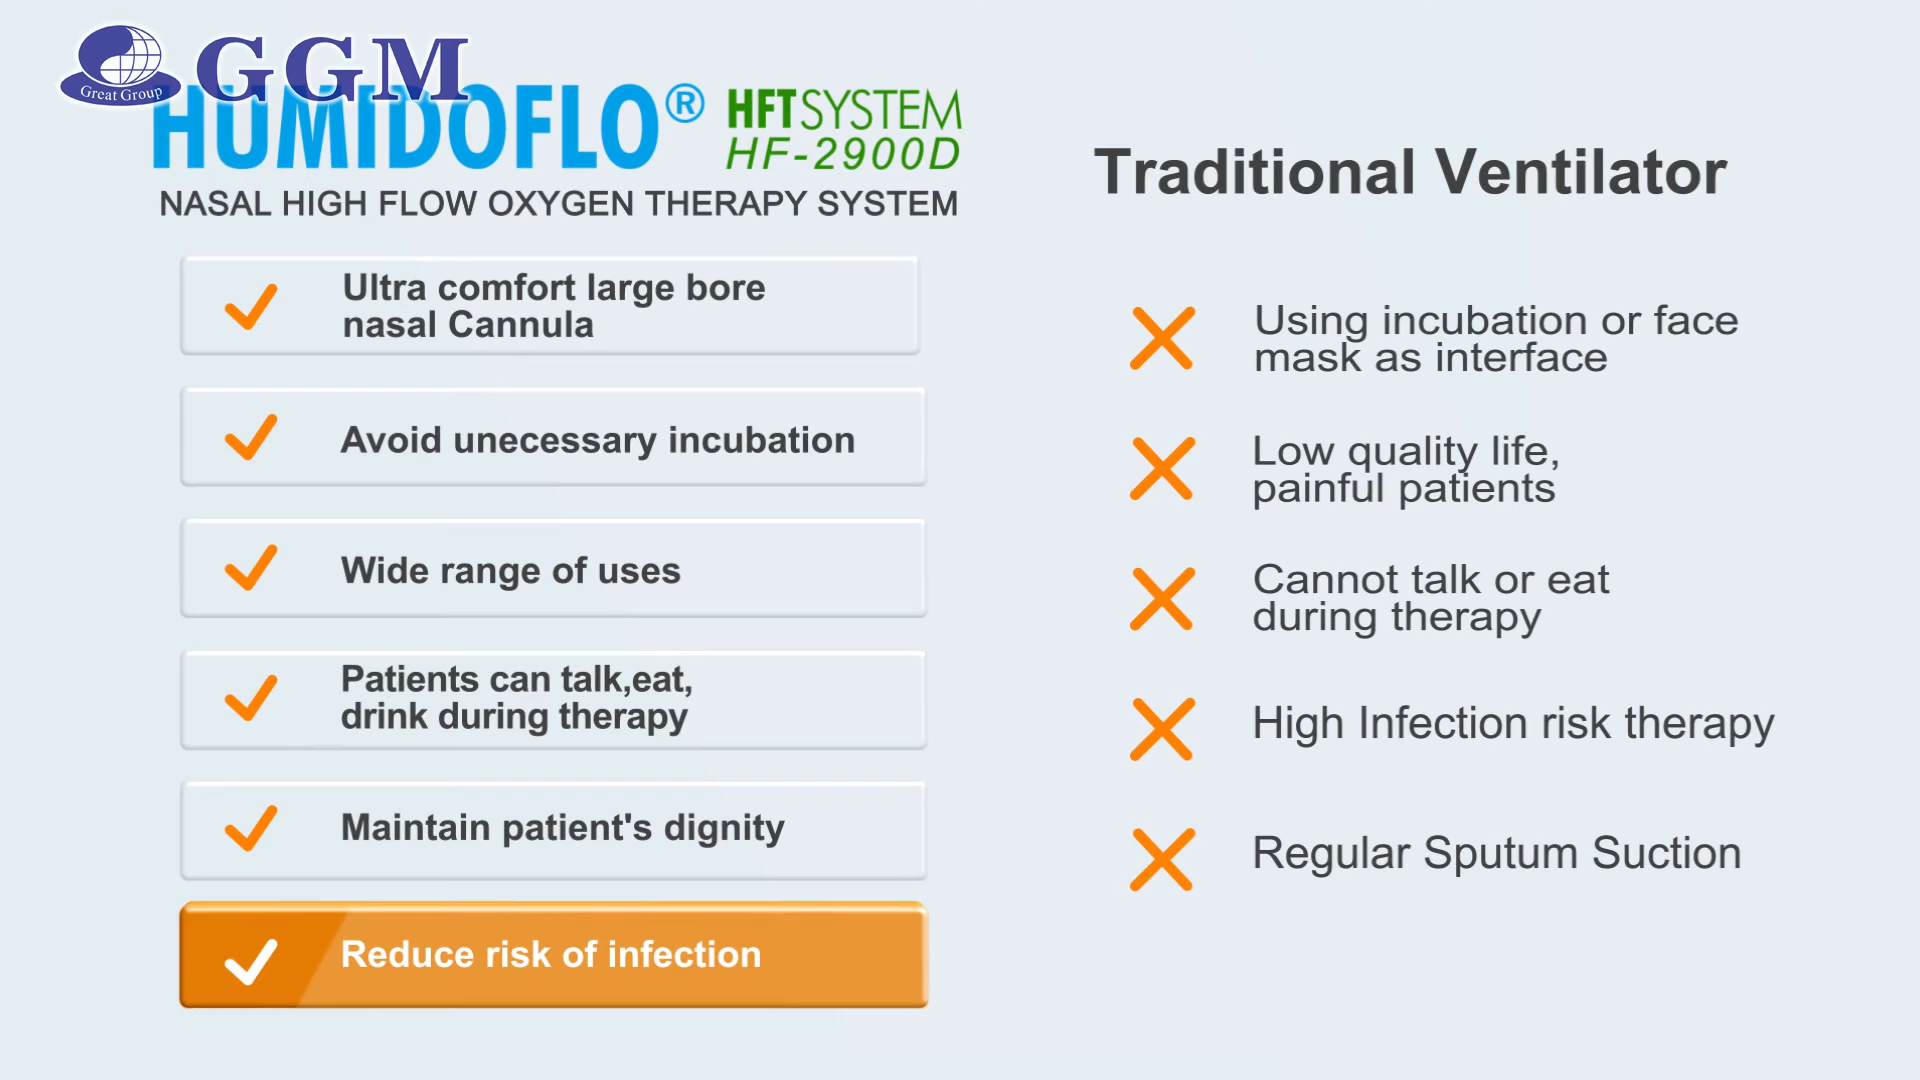 GGM
Great Group
HUMIDOFLO®
HFT SYSTEM
HF-2900D
NASAL HIGH FLOW OXYGEN THERAPY SYSTEM
Ultra comfort large bore
nasal Cannula
Avoid unecessary incubation
Wide range of uses
Patients can talk,eat,
drink during therapy
Maintain patient's dignity
Reduce risk of infection
Traditional Ventilator
Using incubation or face
mask as interface
Low quality life,
painful patients
Cannot talk or eat
during therapy
High Infection risk therapy
Regular Sputum Suction